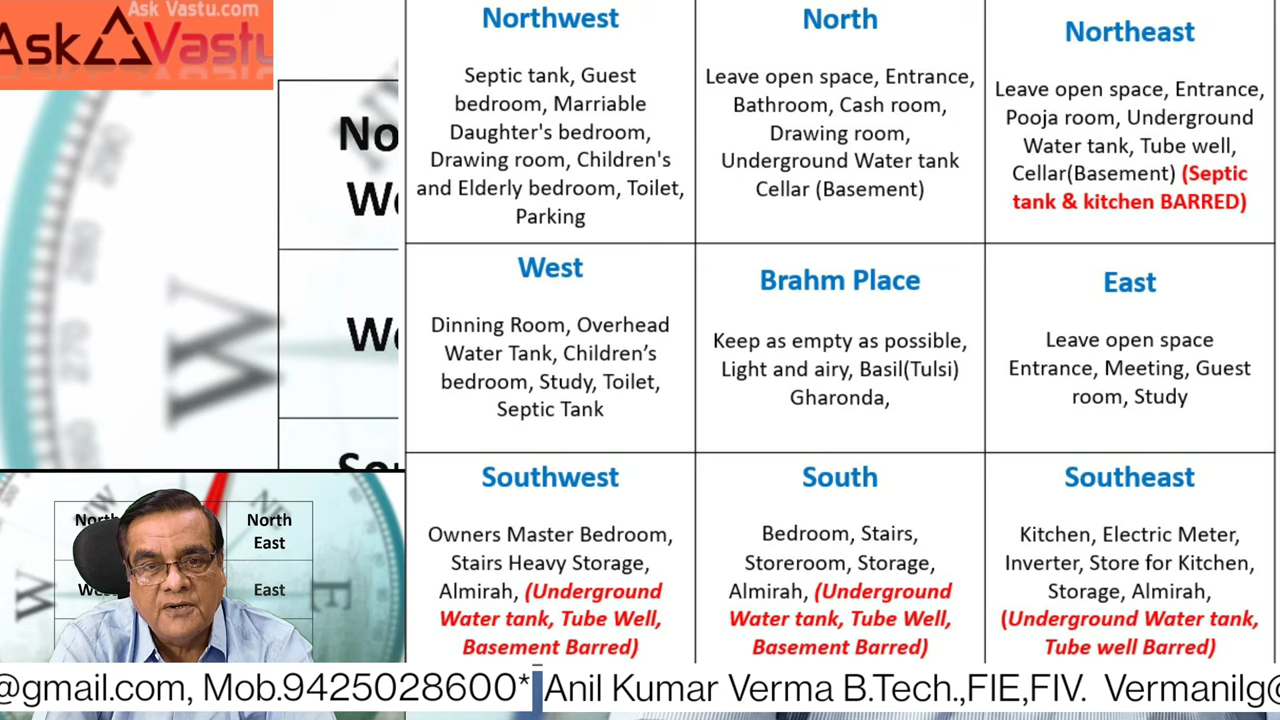 Ask Vastu.com
Ask Vastu
No
We
W
We
Sou
Northwest
Septic tank, Guest
bedroom, Marriable
Daughter's bedroom,
Drawing room, Children's
and Elderly bedroom, Toilet,
Parking
North
Leave open space, Entrance,
Bathroom, Cash room,
Drawing room,
Underground Water tank
Cellar (Basement)
Northeast
Leave open space, Entrance,
Pooja room, Underground
Water tank, Tube well,
Cellar(Basement) (Septic
tank & kitchen BARRED)
West
Dinning Room, Overhead
Water Tank, Children’s
bedroom, Study, Toilet,
Septic Tank
Brahm Place
Keep as empty as possible,
Light and airy, Basil(Tulsi)
Gharonda,
East
Leave open space
Entrance, Meeting, Guest
room, Study
Southwest
Owners Master Bedroom,
Stairs Heavy Storage,
Almirah, (Underground
Water tank, Tube Well,
Basement Barred)
South
Bedroom, Stairs,
Storeroom, Storage,
Almirah, (Underground
Water tank, Tube Well,
Basement Barred)
Southeast
Kitchen, Electric Meter,
Inverter, Store for Kitchen,
Storage, Almirah,
(Underground Water tank,
Tube well Barred)
North
East
East
W
E
@gmail.com, Mob.9425028600* Anil Kumar Verma B.Tech.,FIE,FIV. Vermanilg@